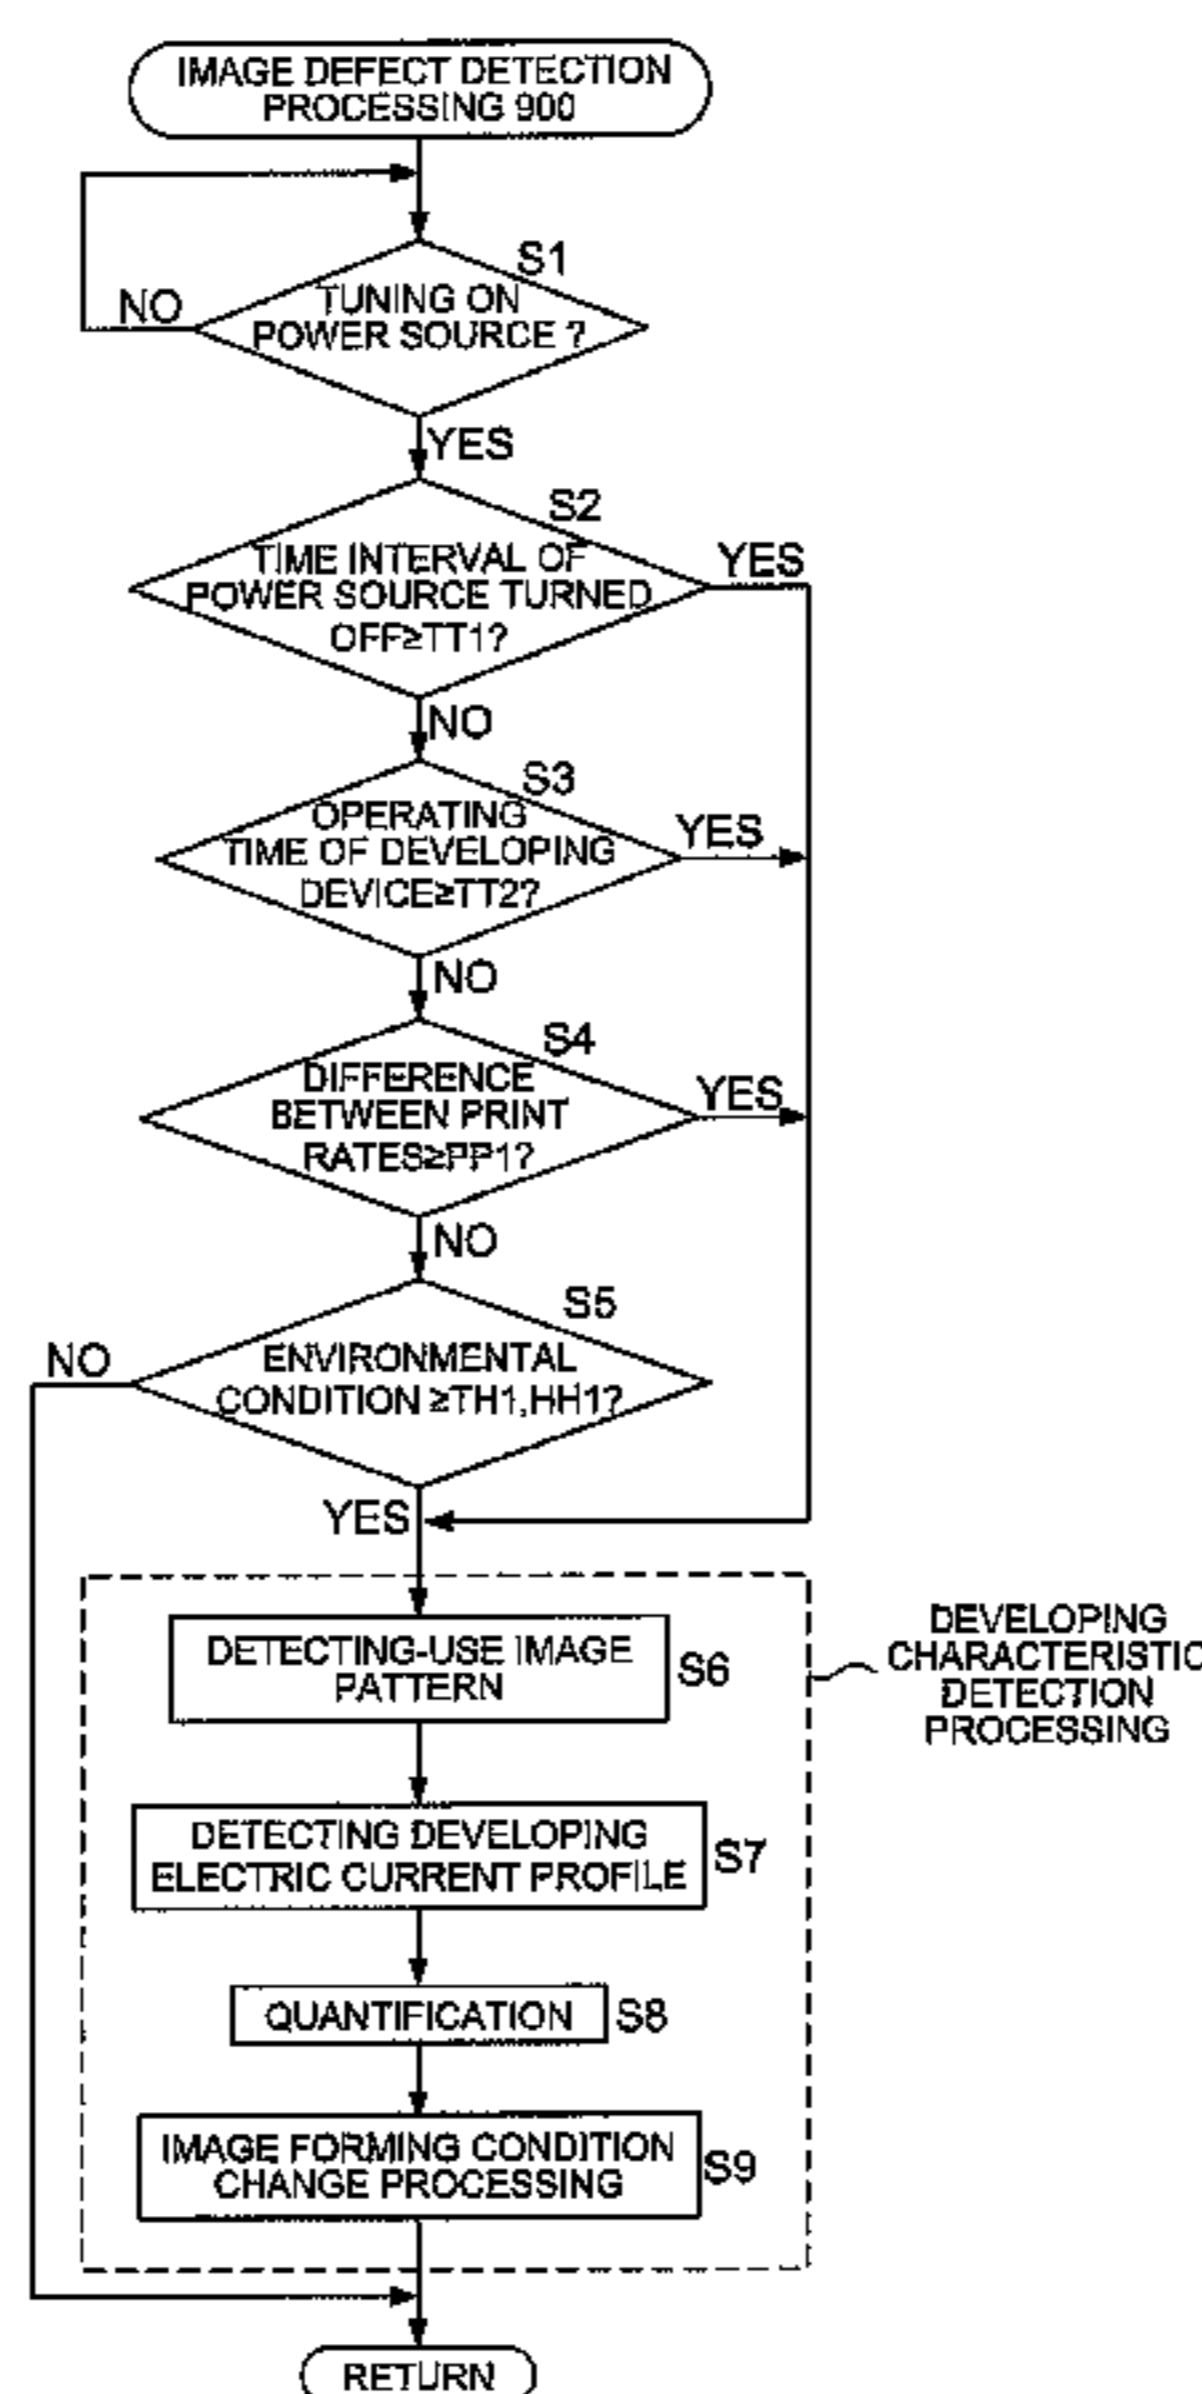 IMAGE DEFECT DETECTION
PROCESSING 900
S1
NO
TUNING ON
POWER SOURCE ?
YES
S2
TIME INTERVAL OF
POWER SOURCE TURNED
OFF≥TT1?
YES
NO
S3
OPERATING
TIME OF DEVELOPING
DEVICE≥TT2?
YES
NO
S4
DIFFERENCE
BETWEEN PRINT
RATES≥PP1?
YES
NO
S5
NO
ENVIRONMENTAL
CONDITION ≥TH1,HH1?
YES
DETECTING-USE IMAGE
PATTERN
S6
DEVELOPING
CHARACTERISTIC
DETECTION
PROCESSING
DETECTING DEVELOPING
ELECTRIC CURRENT PROFILE
S7
QUANTIFICATION
S8
IMAGE FORMING CONDITION
CHANGE PROCESSING
S9
RETURN